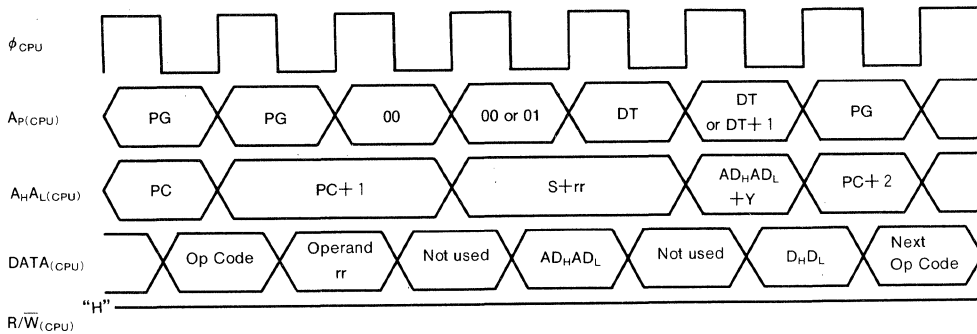 ϕCPU
AP(CPU) PG PG 00 00 or 01 DT DT or DT+1 PG
AHAL(CPU) PC PC+1 S+rr ADHADL +Y PC+2
DATA(CPU) Op Code Operand rr Not used ADHADL Not used DHDL Next Op Code
R/W̅(CPU) "H"